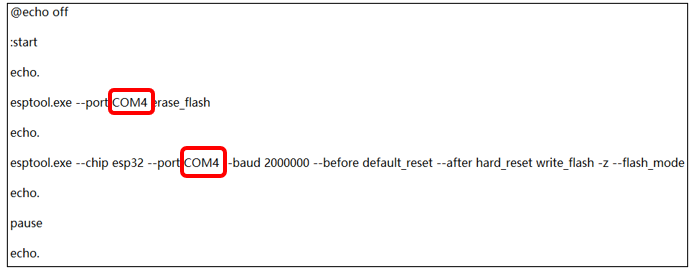 @echo off
:start
echo.
esptool.exe --port COM4 erase_flash
echo.
esptool.exe --chip esp32 --port COM4 --baud 2000000 --before default_reset --after hard_reset write_flash -z --flash_mode
echo.
pause
echo.